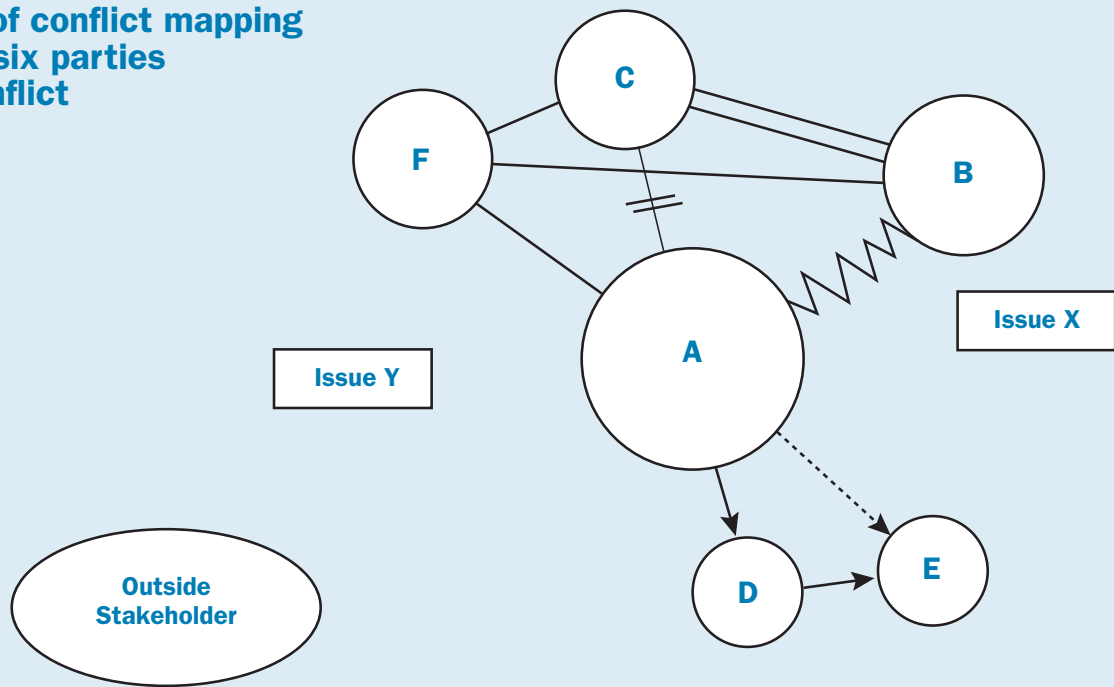 of conflict mapping
six parties
nflict
C
F
B
A
Issue X
Issue Y
E
D
Outside
Stakeholder